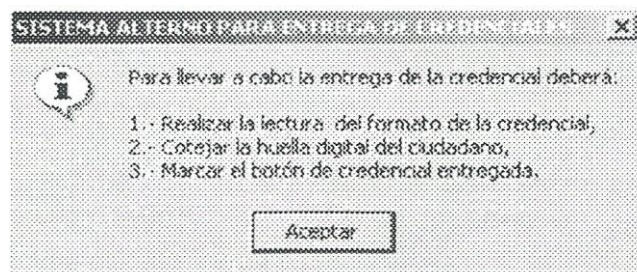 SISTEMA ALTERNO PARA ENTREGA DE CREDENCIALES
Para llevar a cabo la entrega de la credencial deberá:
1.- Realizar la lectura del formato de la credencial,
2.- Cotejar la huella digital del ciudadano,
3.- Marcar el botón de credencial entregada.
Aceptar